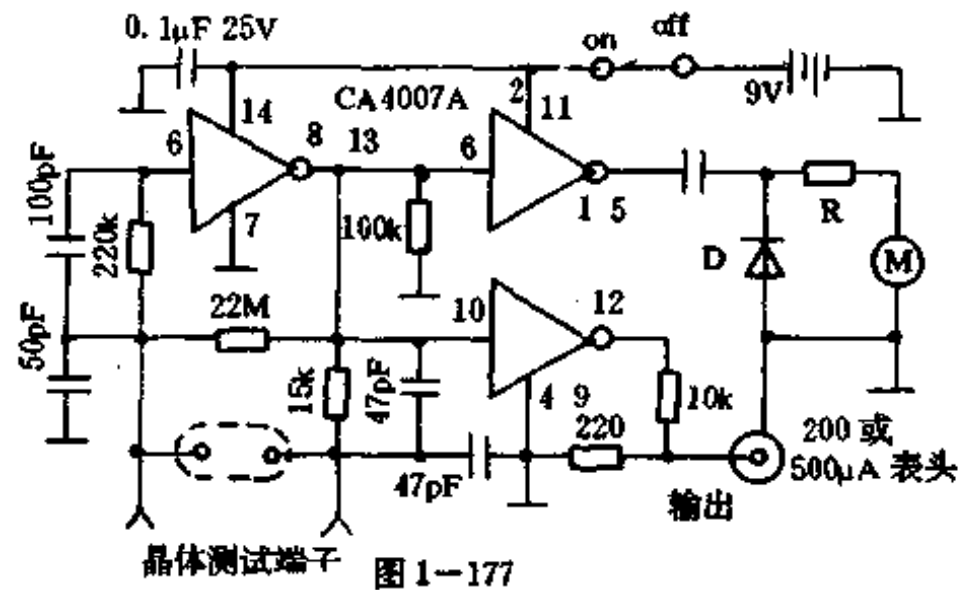 0.1μF 25V
on
off
9V
14
CA4007A
2
11
6
8
13
6
7
1 5
100pF
220k
100k
R
D
M
22M
10
12
50pF
15k
47pF
4 9
10k
220
47pF
200 或
500μA 表头
输出
晶体测试端子
图 1-177